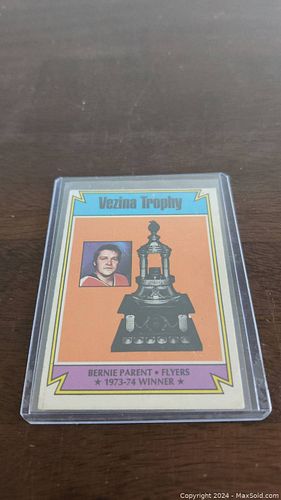 Vezina Trophy
BERNIE PARENT • FLYERS
★ 1973-74 WINNER ★
Copyright © 2024 - MaxSold.com